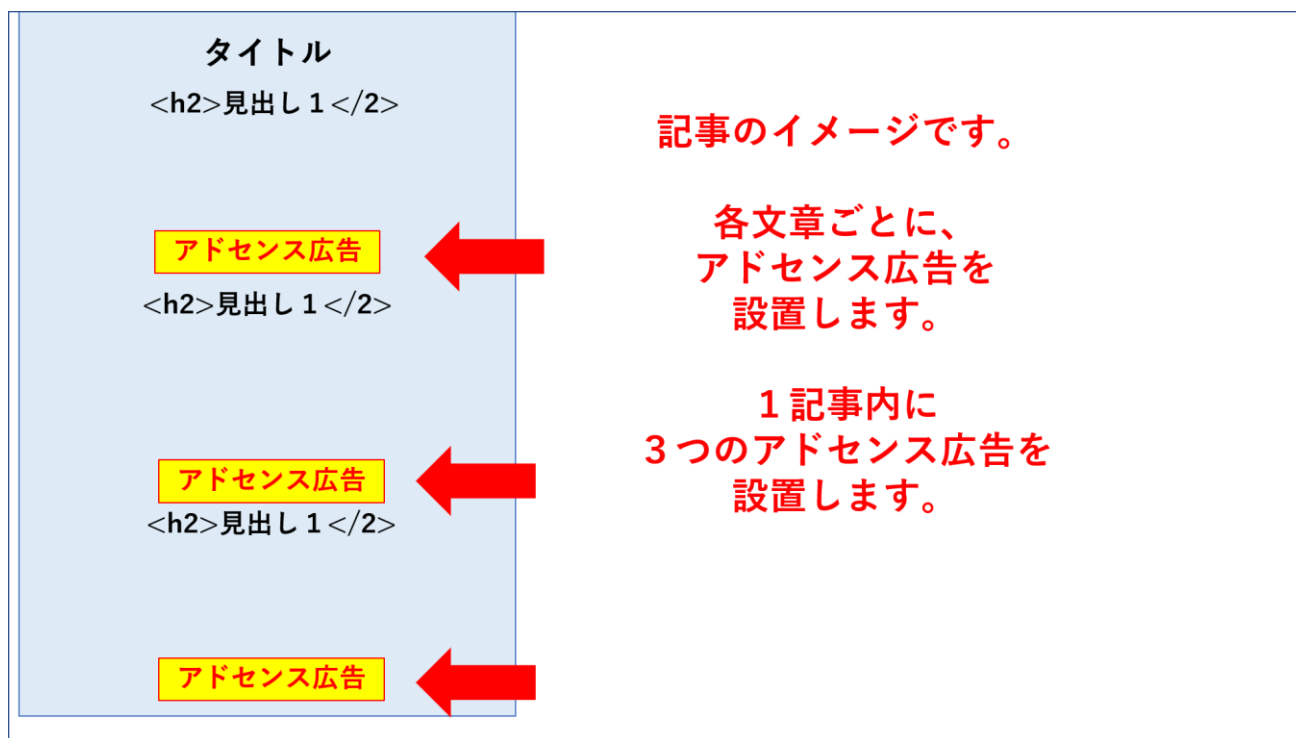 タイトル
<h2>見出し１</2>
アドセンス広告
<h2>見出し１</2>
アドセンス広告
<h2>見出し１</2>
アドセンス広告
記事のイメージです。
各文章ごとに、
アドセンス広告を
設置します。
１記事内に
３つのアドセンス広告を
設置します。